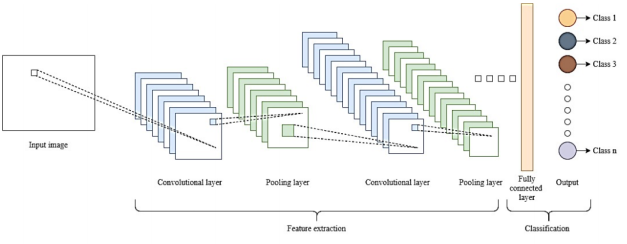 Class 1
Class 2
Class 3
Class n
Input image
Convolutional layer
Pooling layer
Convolutional layer
Pooling layer
Fully
connected
layer
Output
Feature extraction
Classification